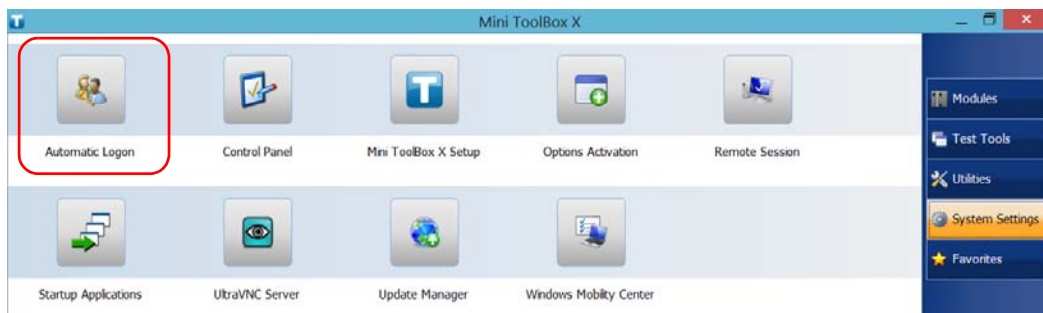 Mini ToolBox X
Automatic Logon
Control Panel
Mini ToolBox X Setup
Options Activation
Remote Session
Startup Applications
UltraVNC Server
Update Manager
Windows Mobility Center
Modules
Test Tools
Utilities
System Settings
Favorites